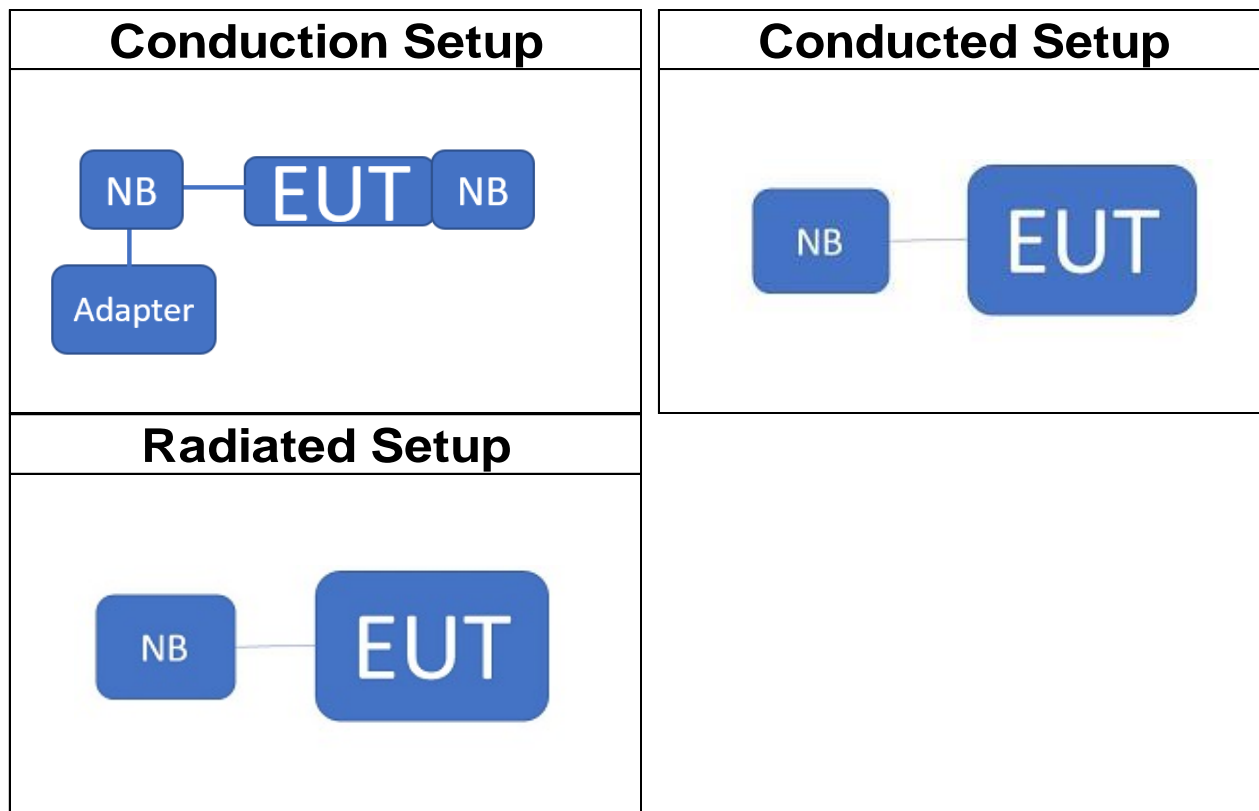 Conduction Setup
NB
EUT
NB
Adapter
Conducted Setup
NB
EUT
Radiated Setup
NB
EUT